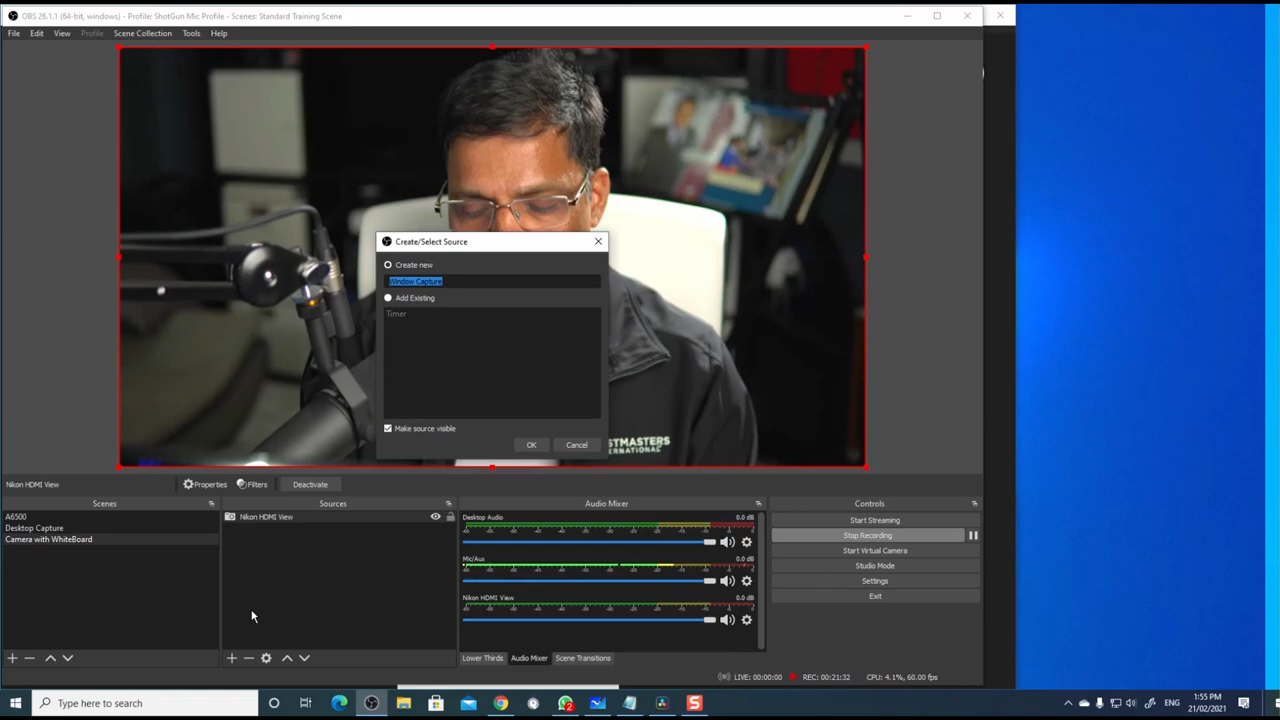 OBS 26.1.1 (64-bit, windows) - Profile: ShotGun Mic Profile - Scenes: Standard Training Scene
File Edit View Profile Scene Collection Tools Help
Create/Select Source
Create new
Window Capture
Add Existing
Timer
Make source visible
OK Cancel
STMASTERS
ERNATIONAL
Nikon HDMI View Properties Filters Deactivate
Scenes Sources Audio Mixer Controls
A6500
Desktop Capture
Camera with WhiteBoard
Nikon HDMI View
Desktop Audio 0.0 dB
Mic/Aux 0.0 dB
Nikon HDMI View 0.0 dB
Lower Thirds Audio Mixer Scene Transitions
Start Streaming
Stop Recording
Start Virtual Camera
Studio Mode
Settings
Exit
LIVE: 00:00:00 REC: 00:21:32 CPU: 4.1%, 60.00 fps
Type here to search
2
S
ENG
1:55 PM
21/02/2021